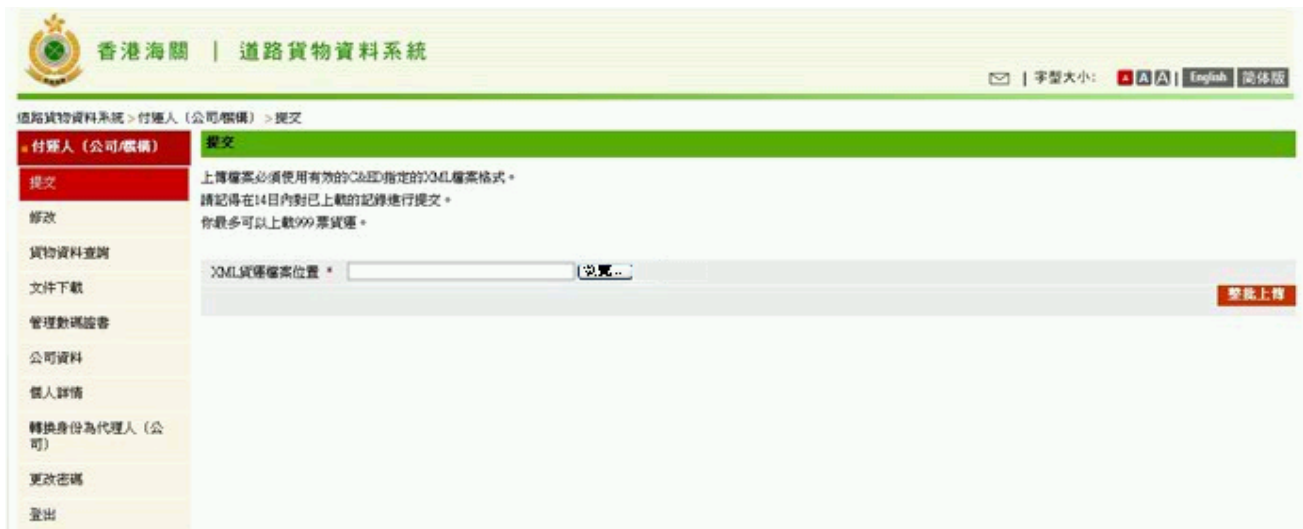 香港海關 | 道路貨物資料系統
| 字型大小: A A A | English 简体版
道路貨物資料系統 > 付運人 (公司/機構) > 提交
付運人 (公司/機構)
提交
提交
上傳檔案必須使用有效的C&ED指定的XML檔案格式。
修改
請記得在14日內對已上載的記錄進行提交。
你最多可以上載999票貨運。
貨物資料查詢
XML貨運檔案位置 *
浏览...
文件下載
整批上傳
管理數碼證書
公司資料
個人詳情
轉換身份為代理人 (公
司)
更改密碼
登出